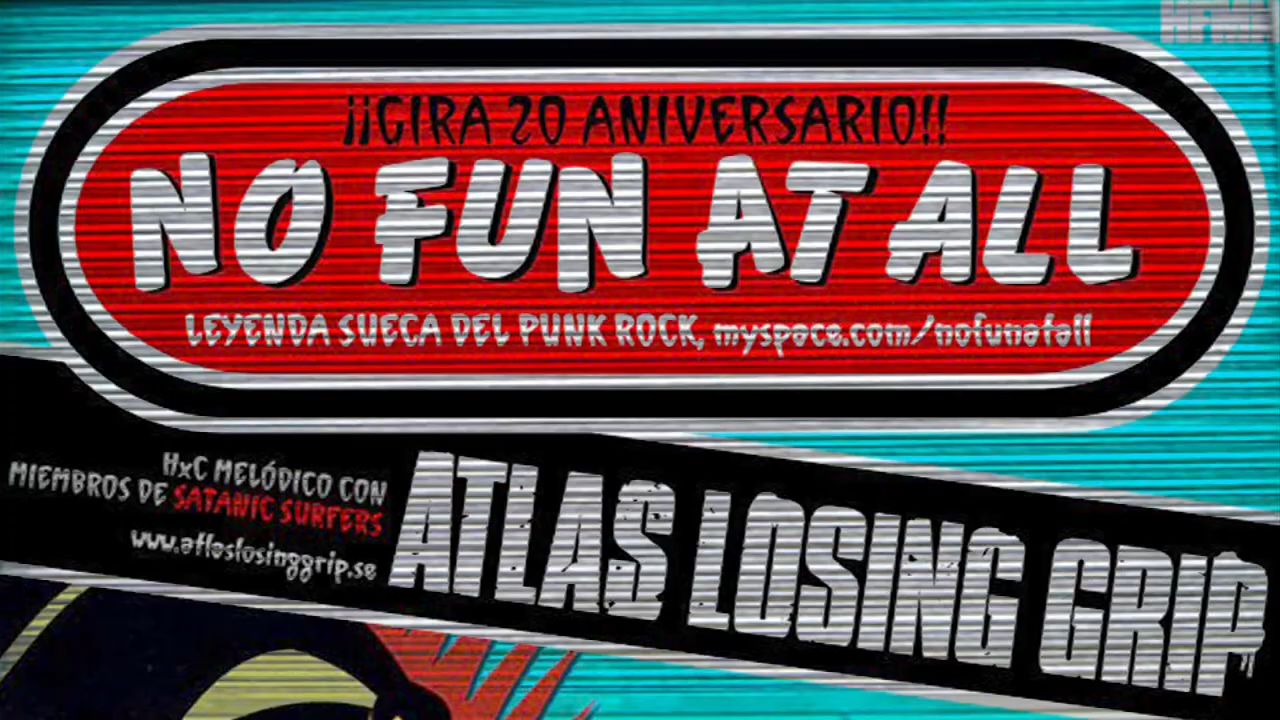 ¡¡GIRA 20 ANIVERSARIO!!
NO FUN AT ALL
LEYENDA SUECA DEL PUNK ROCK, myspace.com/nofunatall
HxC MELÓDICO CON
MIEMBROS DE SATANIC SURFERS
www.atlaslosinggrip.se
ATLAS LOSING GRIP